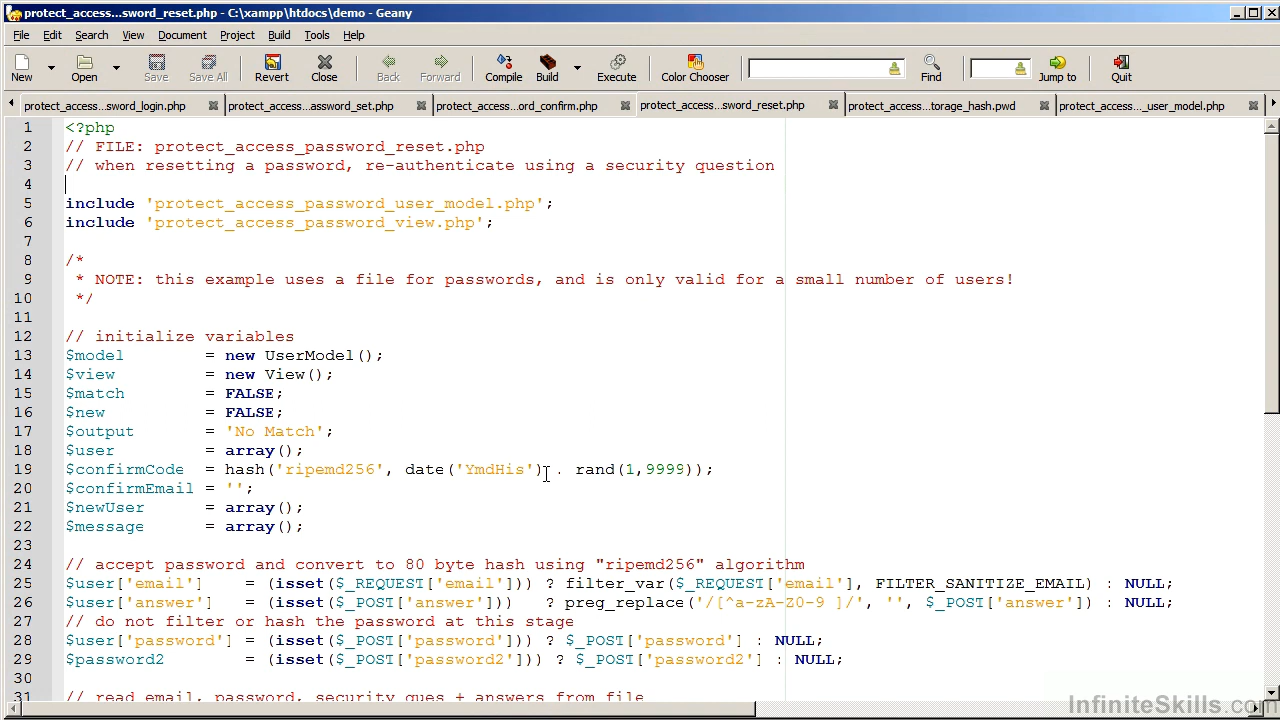 protect_access...sword_reset.php - C:\xampp\htdocs\demo - Geany
File Edit Search View Document Project Build Tools Help
New Open Save Save All Revert Close Back Forward Compile Build Execute Color Chooser Find Jump to Quit
protect_access...sword_login.php protect_access...assword_set.php protect_access...ord_confirm.php protect_access...sword_reset.php protect_access...torage_hash.pwd protect_access..._user_model.php
1 <?php
2 // FILE: protect_access_password_reset.php
3 // when resetting a password, re-authenticate using a security question
4
5 include 'protect_access_password_user_model.php';
6 include 'protect_access_password_view.php';
7
8 /*
9  * NOTE: this example uses a file for passwords, and is only valid for a small number of users!
10  */
11
12 // initialize variables
13 $model        = new UserModel();
14 $view         = new View();
15 $match        = FALSE;
16 $new          = FALSE;
17 $output       = 'No Match';
18 $user         = array();
19 $confirmCode  = hash('ripemd256', date('YmdHis') . rand(1,9999));
20 $confirmEmail = '';
21 $newUser      = array();
22 $message      = array();
23
24 // accept password and convert to 80 byte hash using "ripemd256" algorithm
25 $user['email']    = (isset($_REQUEST['email'])) ? filter_var($_REQUEST['email'], FILTER_SANITIZE_EMAIL) : NULL;
26 $user['answer']   = (isset($_POST['answer']))   ? preg_replace('/[^a-zA-Z0-9 ]/', '', $_POST['answer']) : NULL;
27 // do not filter or hash the password at this stage
28 $user['password'] = (isset($_POST['password'])) ? $_POST['password'] : NULL;
29 $password2        = (isset($_POST['password2'])) ? $_POST['password2'] : NULL;
30
31 // read email, password, security ques + answers from file
InfiniteSkills.com